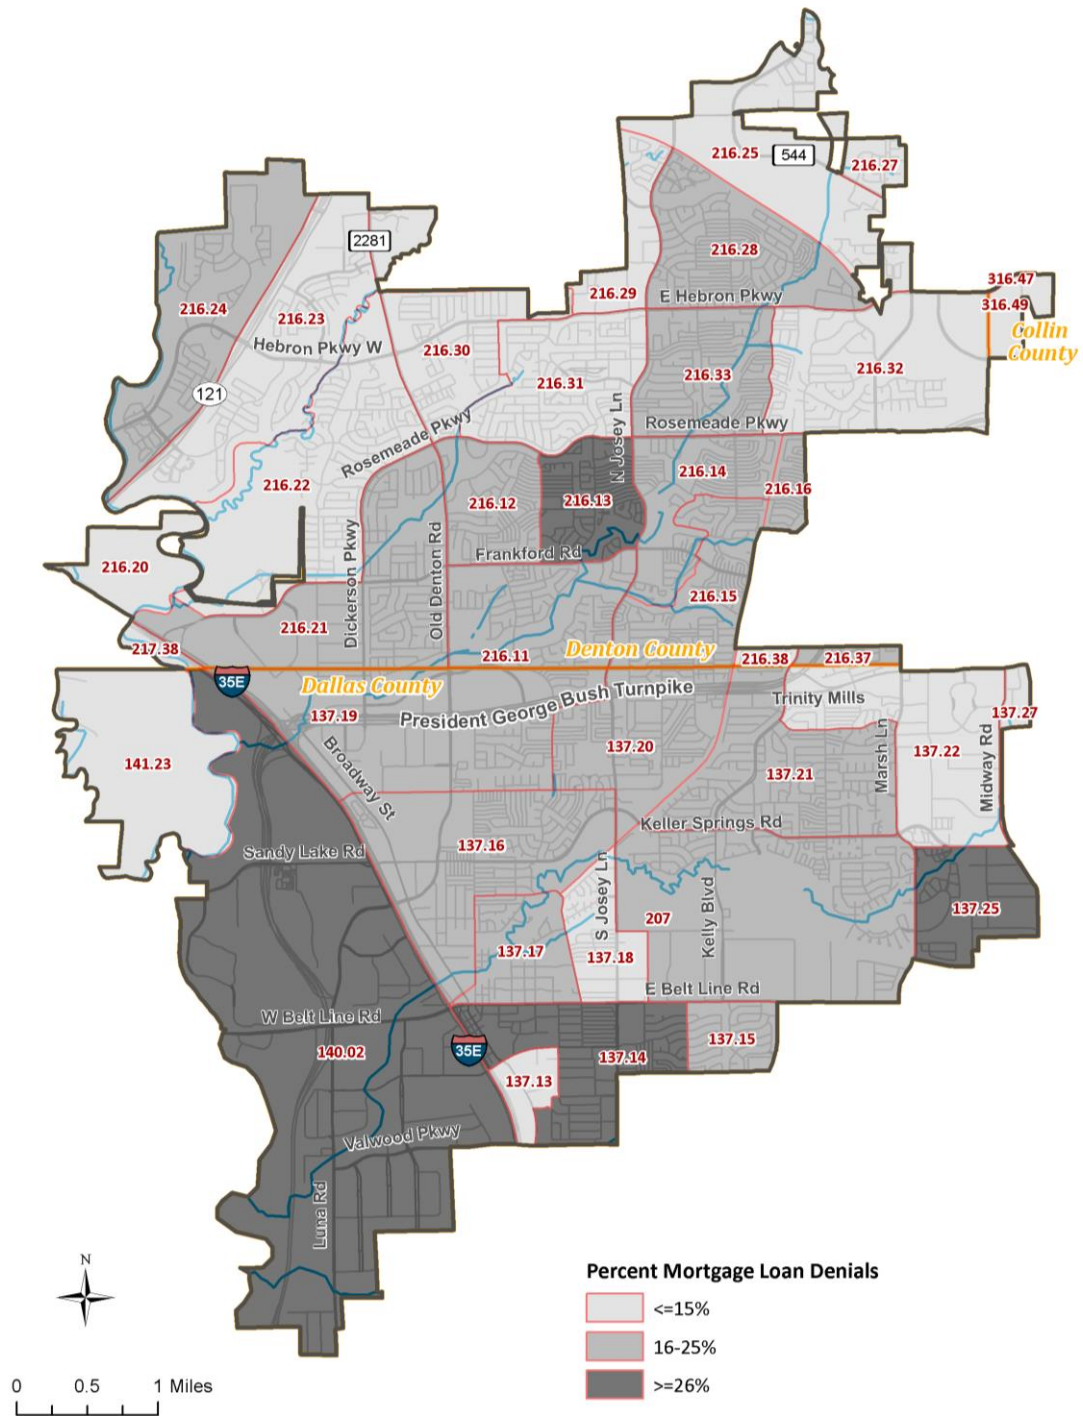 216.25
544
216.27
2281
216.28
216.24
316.47
216.29
E Hebron Pkwy
316.49
216.23
Collin
County
Hebron Pkwy W
216.30
216.32
216.33
216.31
121
N Josey Ln
Rosemeade Pkwy
Rosemeade Pkwy
216.14
216.22
216.16
216.12
216.13
Dickerson Pkwy
Old Denton Rd
Frankford Rd
216.20
216.15
216.21
217.38
216.11
Denton County
216.38
216.37
35E
Dallas County
137.19
President George Bush Turnpike
Trinity Mills
137.27
Broadway St
137.20
Marsh Ln
137.22
Midway Rd
141.23
137.21
Keller Springs Rd
Sandy Lake Rd
137.16
S Josey Ln
207
Kelly Blvd
137.25
137.17
137.18
E Belt Line Rd
W Belt Line Rd
140.02
35E
137.14
137.15
137.13
Valwood Pkwy
Luna Rd
N
Percent Mortgage Loan Denials
<=15%
16-25%
>=26%
0 0.5 1 Miles